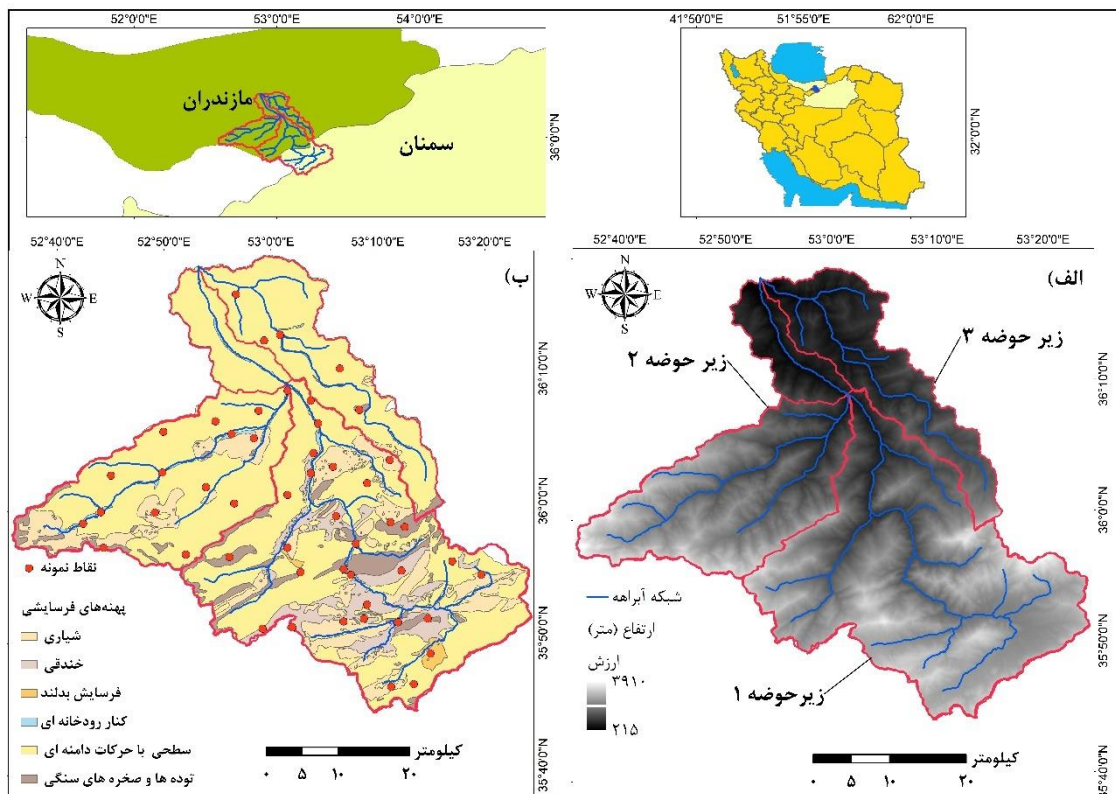 52°0'0"E 53°0'0"E 54°0'0"E
مازندران
سمنان
36°0'0"N
41°50'0"E 51°55'0"E 62°0'0"E
32°0'0"N
52°40'0"E 52°50'0"E 53°0'0"E 53°10'0"E 53°20'0"E
ب)
N
W E
S
36°10'0"N
36°0'0"N
35°50'0"N
35°40'0"N
نقاط نمونه
پهنه‌های فرسایشی
شیاری
خندقی
فرسایش بدلند
کنار رودخانه ای
سطحی با حرکات دامنه ای
توده ها و صخره های سنگی
کیلومتر
۰ ۵ ۱۰ ۲۰
52°40'0"E 52°50'0"E 53°0'0"E 53°10'0"E 53°20'0"E
الف)
N
W E
S
زیر حوضه ۳
زیر حوضه ۲
زیرحوضه ۱
36°10'0"N
36°0'0"N
35°50'0"N
35°40'0"N
شبکه آبراهه
ارتفاع (متر)
ارزش
۳۹۱۰
۲۱۵
کیلومتر
۰ ۵ ۱۰ ۲۰